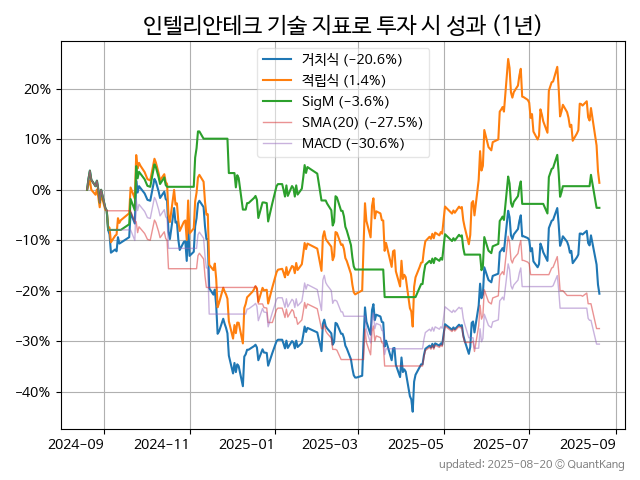 인텔리안테크 기술 지표로 투자 시 성과 (1년)
거치식 (−20.6%)
적립식 (1.4%)
SigM (−3.6%)
SMA(20) (−27.5%)
MACD (−30.6%)
20%
10%
0%
−10%
−20%
−30%
−40%
2024-09 2024-11 2025-01 2025-03 2025-05 2025-07 2025-09
updated: 2025-08-20 © QuantKang